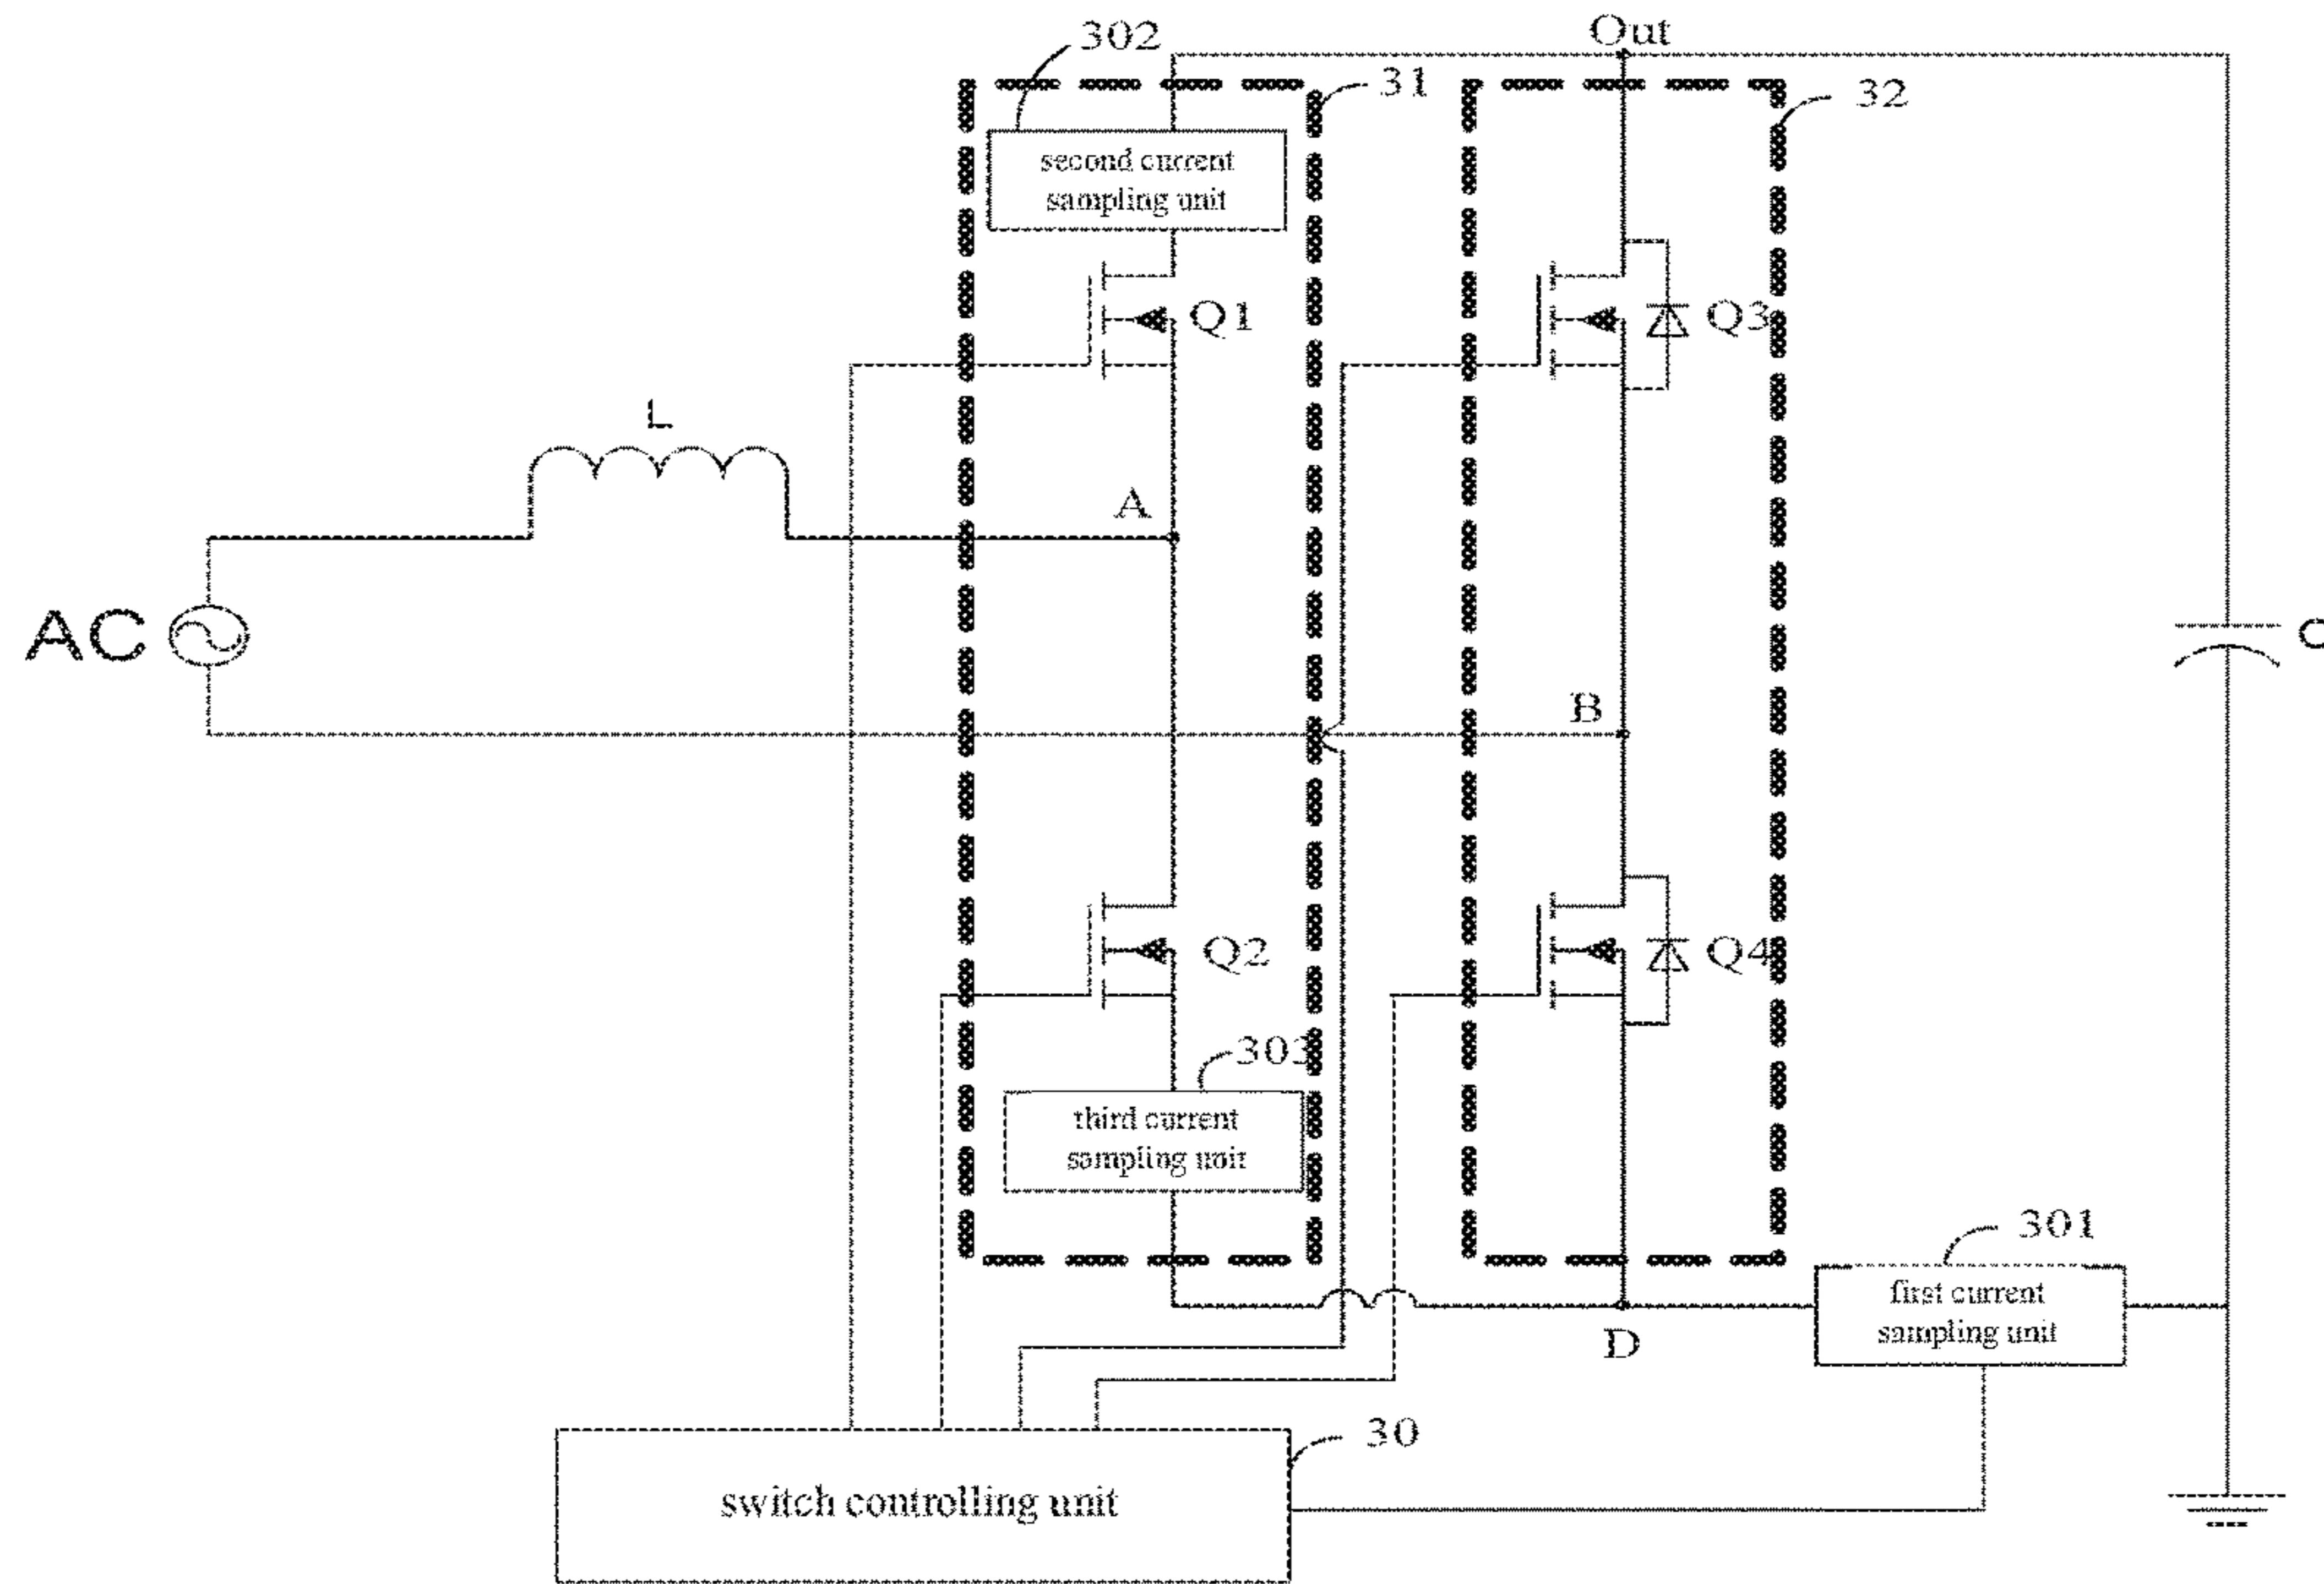 302
Out
31
32
second current
sampling unit
Q1
Q3
L
A
AC
B
Q2
Q4
303
third current
sampling unit
301
first current
sampling unit
D
30
switch controlling unit